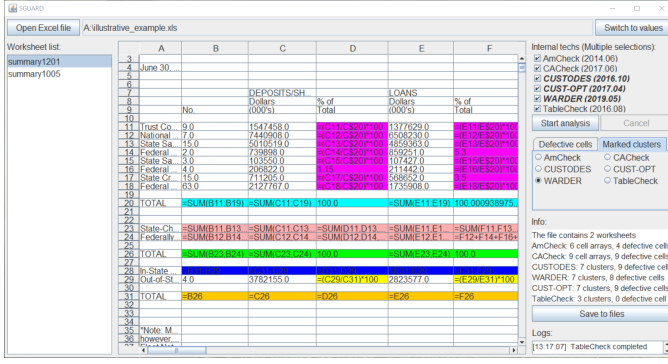 SGUARD
Open Excel file A:\illustrative_example.xls Switch to values
Worksheet list:
summary1201
summary1005
A B C D E F
3
4 June 30, ...
5
6
7 DEPOSITS/SH... LOANS
8 Dollars % of Dollars % of
9 No. (000's) Total (000's) Total
10
11 Trust Co... 9.0 1547458.0 =(C11/C$20)*100 1377629.0 =(E11/E$20)*100
12 National ... 7.0 7440908.0 =(C12/C$20)*100 6508230.0 =(E12/E$20)*100
13 State Sa... 15.0 5010519.0 =(C13/C$20)*100 4859363.0 =(E13/E$20)*100
14 Federal ... 2.0 739898.0 =(C14/C$20)*100 859251.0 5.3
15 State Sa... 3.0 103550.0 =(C15/C$20)*100 107427.0 =(E15/E$20)*100
16 Federal ... 4.0 206822.0 1.15 211442.0 =(E16/E$20)*100
17 State Cr... 15.0 711205.0 =(C17/C$20)*100 568652.0 3.5
18 Federal ... 63.0 2127767.0 =(C18/C$20)*100 1735908.0 =(E18/E$20)*100
19
20 TOTAL =SUM(B11:B19) =SUM(C11:C19) 100.0 =SUM(E11:E19) 100.000938975...
21
22
23 State-Ch... =SUM(B11,B13... =SUM(C11,C13... =SUM(D11,D13... =SUM(E11,E1... =SUM(F11,F13...
24 Federally... =SUM(B12,B14... =SUM(C12,C14... =SUM(D12,D14... =SUM(E12,E1... =F12+F14+F16+...
25
26 TOTAL =SUM(B23:B24) =SUM(C23:C24) 100.0 =SUM(E23:E24) 100.0
27
28 In-State ...
29 Out-of-St... 4.0 3782155.0 =(C29/C31)*100 2823577.0 =(E29/E31)*100
30
31 TOTAL =B26 =C26 =D26 =E26 =F26
32
33
34
35 *Note: M...
36 however...
Internal techs (Multiple selections):
AmCheck (2014.06)
CACheck (2017.06)
CUSTODES (2016.10)
CUST-OPT (2017.04)
WARDER (2019.05)
TableCheck (2016.08)
Start analysis Cancel
Defective cells Marked clusters
AmCheck CACheck
CUSTODES CUST-OPT
WARDER TableCheck
Info:
The file contains 2 worksheets
AmCheck: 6 cell arrays, 4 defective cells
CACheck: 9 cell arrays, 9 defective cells
CUSTODES: 7 clusters, 9 defective cells
WARDER: 7 clusters, 8 defective cells
CUST-OPT: 7 clusters, 9 defective cells
TableCheck: 3 clusters, 0 defective cell
Save to files
Logs:
[13:17:07] TableCheck completed